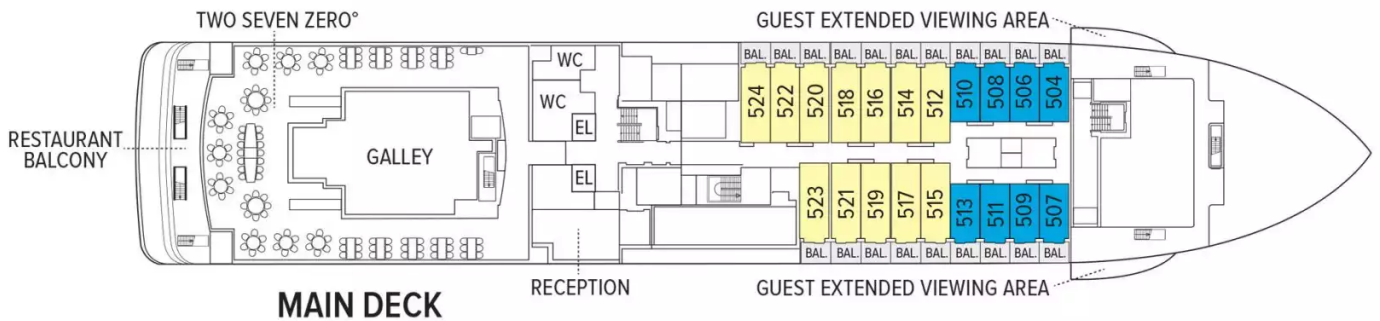 TWO SEVEN ZERO°
GUEST EXTENDED VIEWING AREA
BAL. BAL. BAL. BAL. BAL. BAL. BAL. BAL. BAL. BAL. BAL.
524 522 520 518 516 514 512 510 508 506 504
WC
WC
EL
RESTAURANT
BALCONY
GALLEY
EL
523 521 519 517 515 513 511 509 507
BAL. BAL. BAL. BAL. BAL. BAL. BAL. BAL. BAL.
RECEPTION
GUEST EXTENDED VIEWING AREA
MAIN DECK